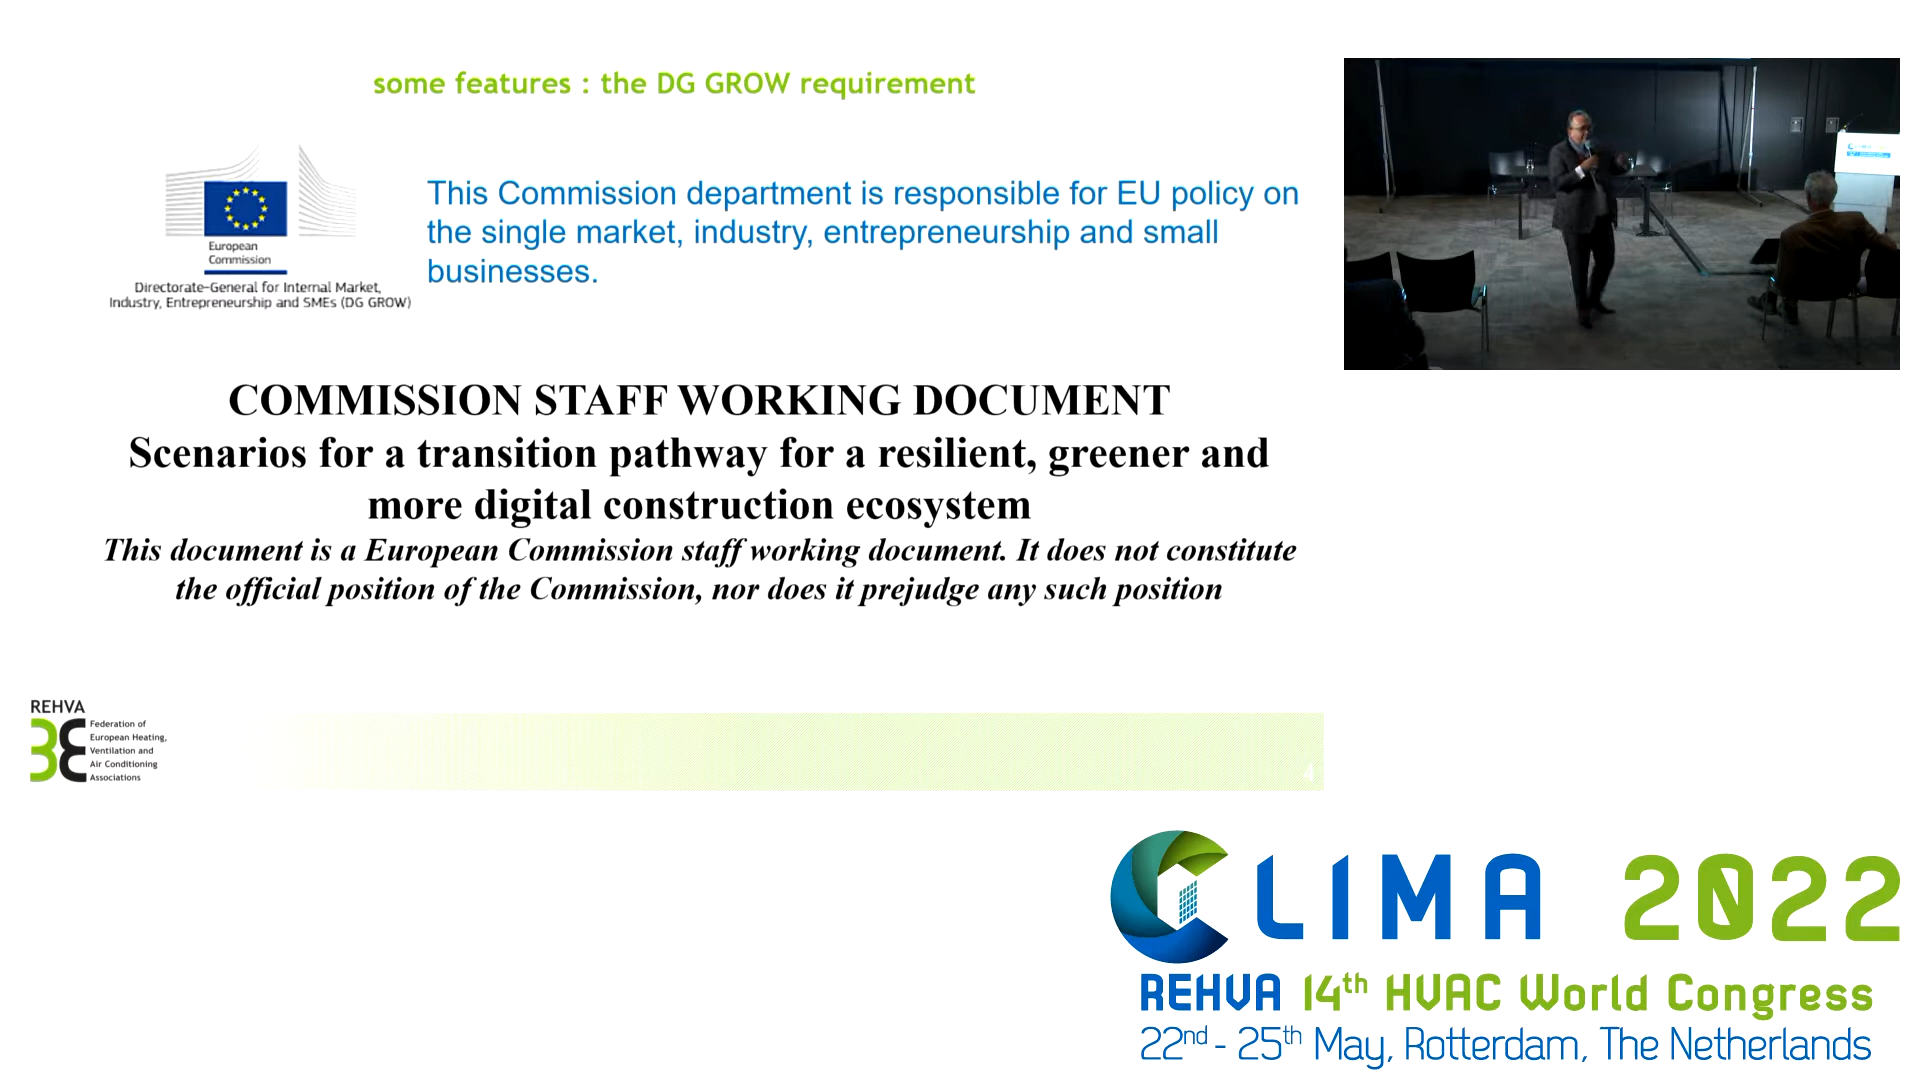 some features : the DG GROW requirement
European
Commission
Directorate-General for Internal Market,
Industry, Entrepreneurship and SMEs (DG GROW)
This Commission department is responsible for EU policy on
the single market, industry, entrepreneurship and small
businesses.
COMMISSION STAFF WORKING DOCUMENT
Scenarios for a transition pathway for a resilient, greener and
more digital construction ecosystem
This document is a European Commission staff working document. It does not constitute
the official position of the Commission, nor does it prejudge any such position
REHVA
Federation of
European Heating,
Ventilation and
Air Conditioning
Associations
4
CLIMA 2022
REHVA 14th HVAC World Congress
22nd - 25th May, Rotterdam, The Netherlands